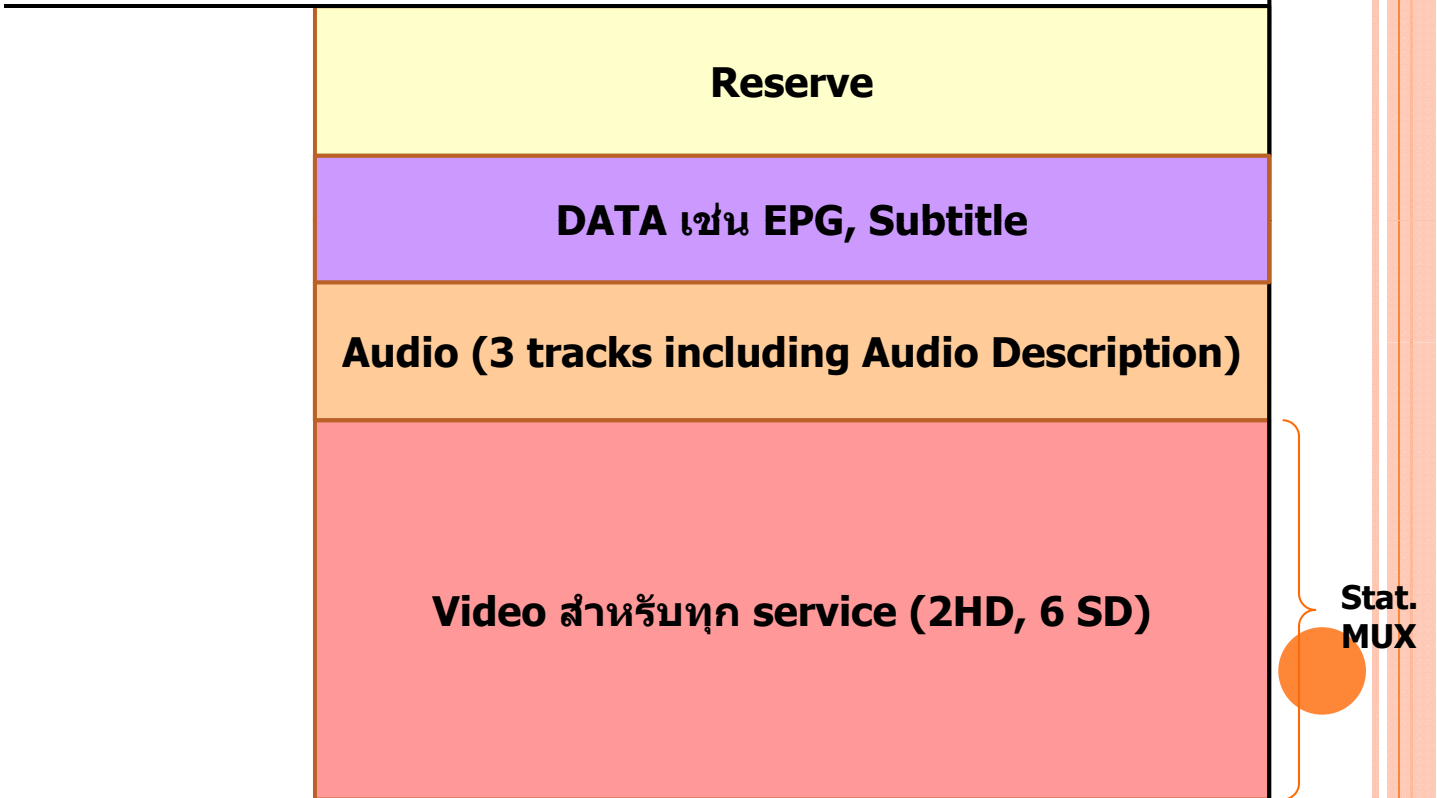 Reserve
DATA เช่น EPG, Subtitle
Audio (3 tracks including Audio Description)
Video สำหรับทุก service (2HD, 6 SD)
Stat.
MUX